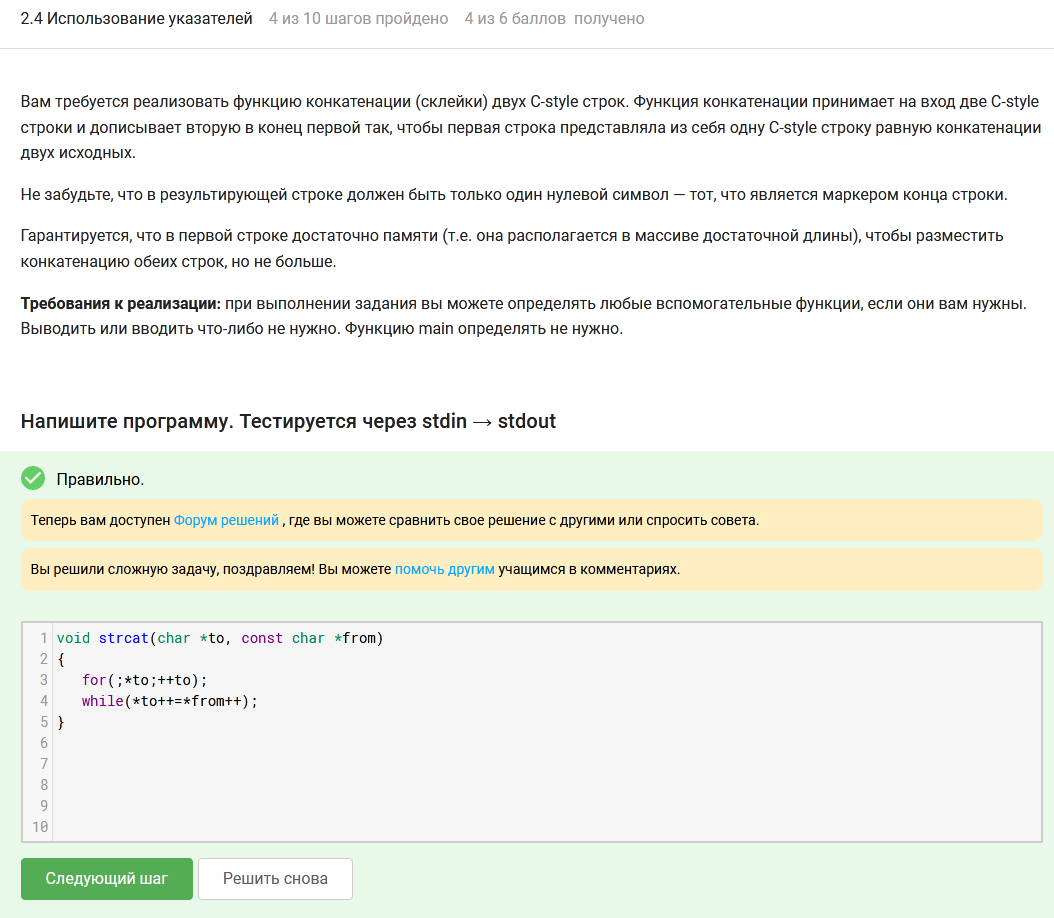 2.4 Использование указателей 4 из 10 шагов пройдено 4 из 6 баллов получено
Вам требуется реализовать функцию конкатенации (склейки) двух C-style строк. Функция конкатенации принимает на вход две C-style
строки и дописывает вторую в конец первой так, чтобы первая строка представляла из себя одну C-style строку равную конкатенации
двух исходных.
Не забудьте, что в результирующей строке должен быть только один нулевой символ — тот, что является маркером конца строки.
Гарантируется, что в первой строке достаточно памяти (т.е. она располагается в массиве достаточной длины), чтобы разместить
конкатенацию обеих строк, но не больше.
Требования к реализации: при выполнении задания вы можете определять любые вспомогательные функции, если они вам нужны.
Выводить или вводить что-либо не нужно. Функцию main определять не нужно.
Напишите программу. Тестируется через stdin → stdout
Правильно.
Теперь вам доступен Форум решений , где вы можете сравнить свое решение с другими или спросить совета.
Вы решили сложную задачу, поздравляем! Вы можете помочь другим учащимся в комментариях.
1 void strcat(char *to, const char *from)
2 {
3    for(;*to;++to);
4    while(*to++=*from++);
5 }
6
7
8
9
10
Следующий шаг Решить снова